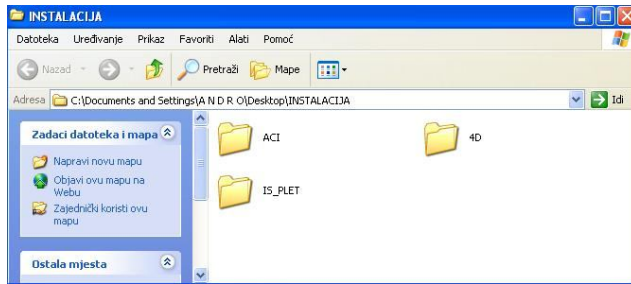 INSTALACIJA
Datoteka Uređivanje Prikaz Favoriti Alati Pomoć
Nazad Pretraži Mape
Adresa C:\Documents and Settings\A N D R O\Desktop\INSTALACIJA Idi
Zadaci datoteka i mapa
Napravi novu mapu
Objavi ovu mapu na
Webu
Zajednički koristi ovu
mapu
Ostala mjesta
ACI
4D
IS_PLET